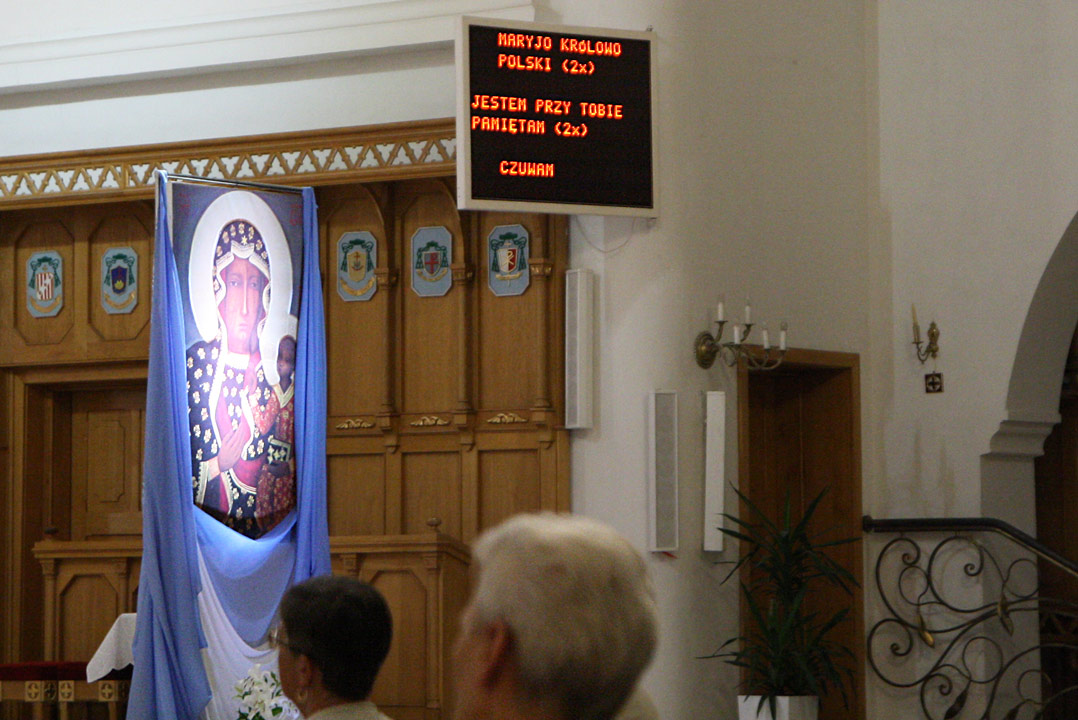 MARYJO KRÓLOWO
POLSKI (2x)
JESTEM PRZY TOBIE
PAMIĘTAM (2x)
CZUWAM